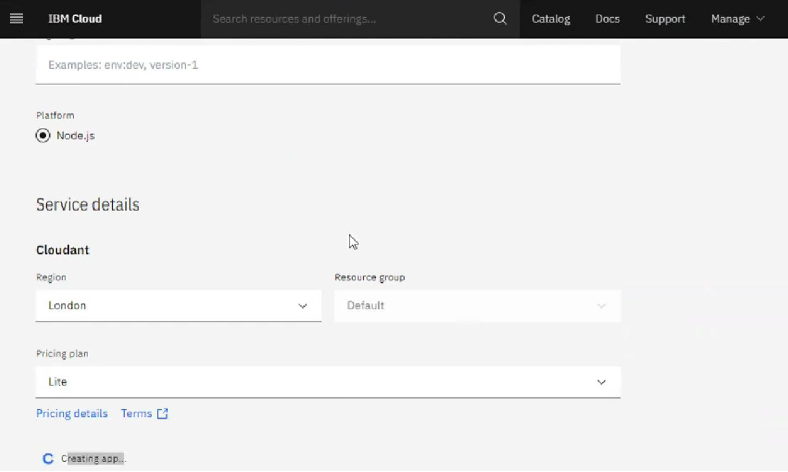 IBM Cloud
Search resources and offerings...
Catalog
Docs
Support
Manage
Examples: env:dev, version-1
Platform
Node.js
Service details
Cloudant
Region
Resource group
London
Default
Pricing plan
Lite
Pricing details
Terms
Creating app...